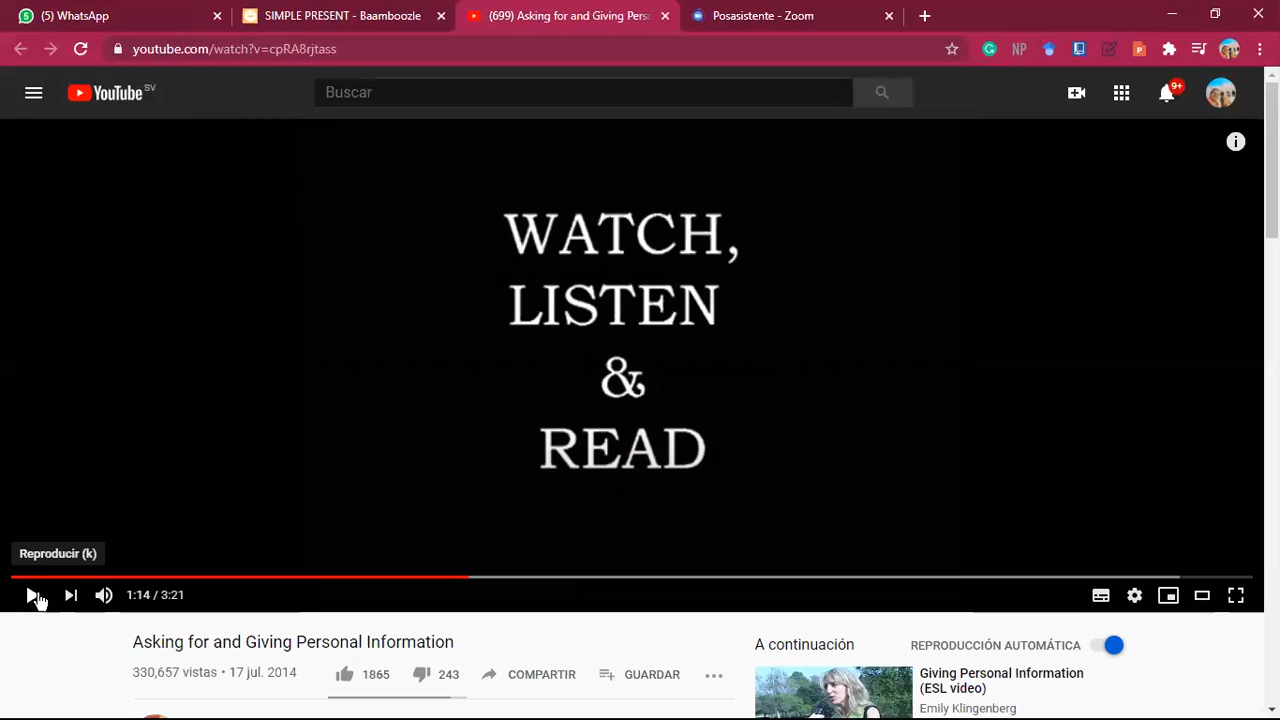 (5) WhatsApp
SIMPLE PRESENT - Baamboozle
(699) Asking for and Giving Pers
Posasistente - Zoom
youtube.com/watch?v=cpRA8rjtass
NP
YouTube SV
Buscar
9+
WATCH,
LISTEN
&
READ
Reproducir (k)
1:14 / 3:21
Asking for and Giving Personal Information
330,657 vistas • 17 jul. 2014
1865
243
COMPARTIR
GUARDAR
A continuación
REPRODUCCIÓN AUTOMÁTICA
Giving Personal Information
(ESL video)
Emily Klingenberg